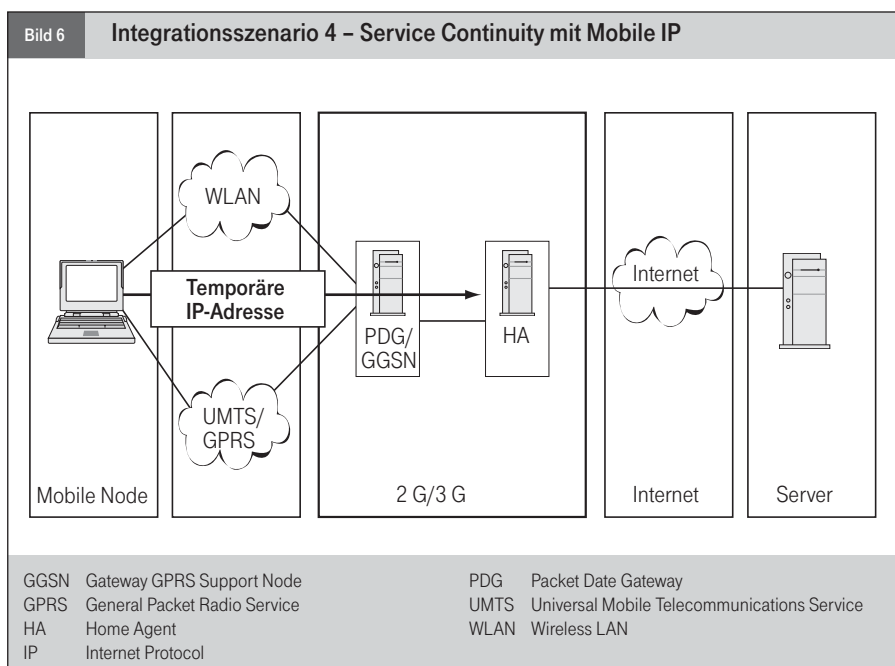 Bild 6 Integrationsszenario 4 – Service Continuity mit Mobile IP
WLAN
Temporäre
IP-Adresse
PDG/
GGSN
HA
Internet
UMTS/
GPRS
Mobile Node
2 G/3 G
Internet
Server
GGSN Gateway GPRS Support Node
GPRS General Packet Radio Service
HA Home Agent
IP Internet Protocol
PDG Packet Date Gateway
UMTS Universal Mobile Telecommunications Service
WLAN Wireless LAN